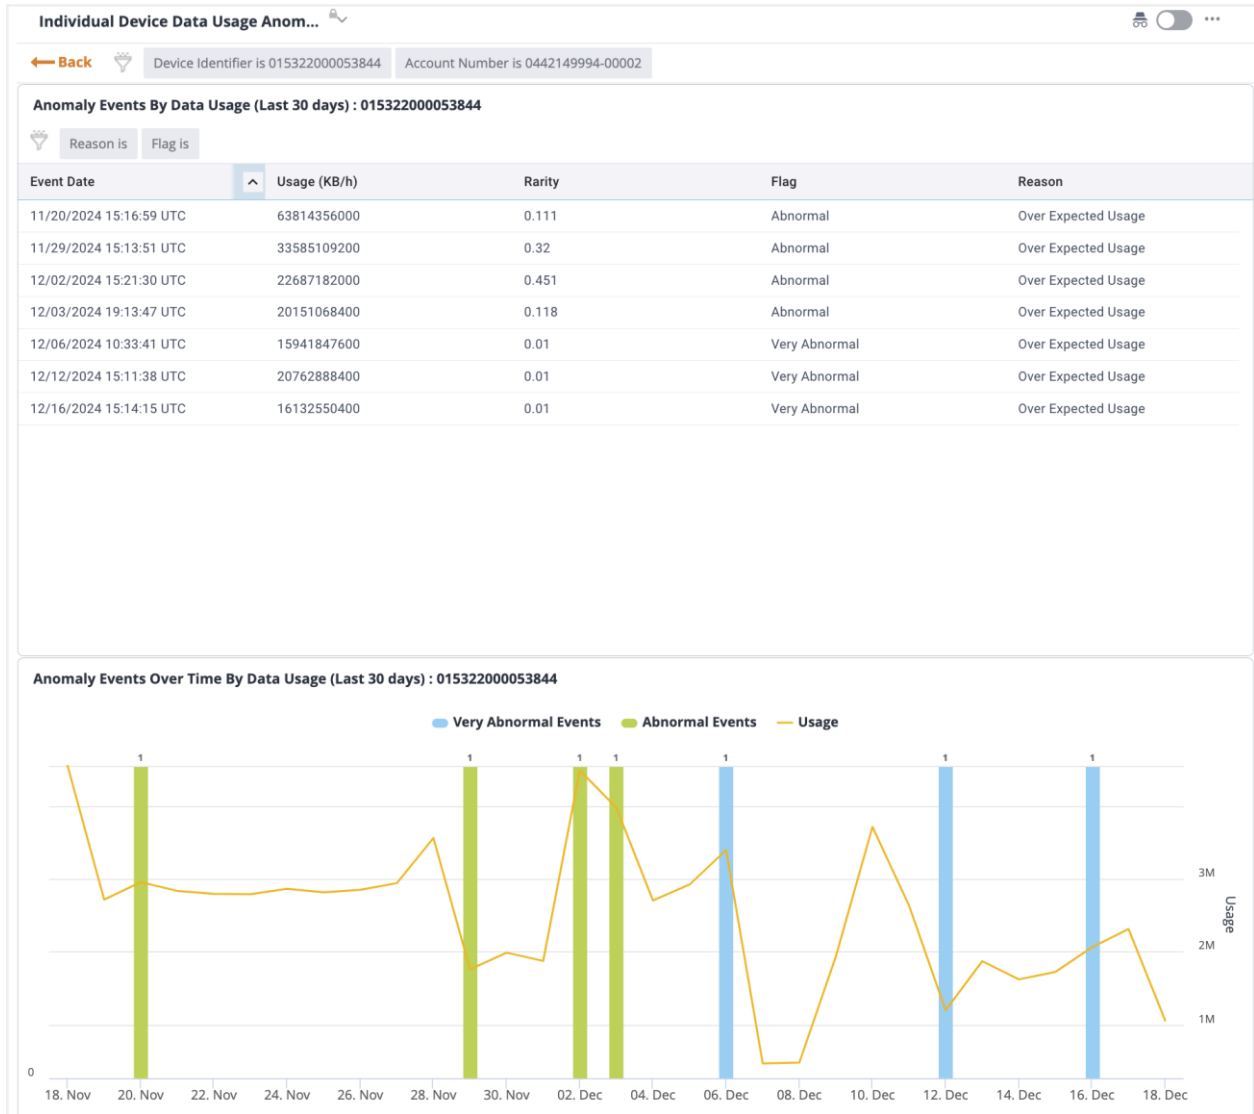 Individual Device Data Usage Anom...
Back Device Identifier is 015322000053844 Account Number is 0442149994-00002
Anomaly Events By Data Usage (Last 30 days) : 015322000053844
Reason is Flag is
Event Date Usage (KB/h) Rarity Flag Reason
11/20/2024 15:16:59 UTC 63814356000 0.111 Abnormal Over Expected Usage
11/29/2024 15:13:51 UTC 33585109200 0.32 Abnormal Over Expected Usage
12/02/2024 15:21:30 UTC 22687182000 0.451 Abnormal Over Expected Usage
12/03/2024 19:13:47 UTC 20151068400 0.118 Abnormal Over Expected Usage
12/06/2024 10:33:41 UTC 15941847600 0.01 Very Abnormal Over Expected Usage
12/12/2024 15:11:38 UTC 20762888400 0.01 Very Abnormal Over Expected Usage
12/16/2024 15:14:15 UTC 16132550400 0.01 Very Abnormal Over Expected Usage
Anomaly Events Over Time By Data Usage (Last 30 days) : 015322000053844
Very Abnormal Events Abnormal Events Usage
1 1 1 1 1 1 1
3M
Usage
2M
1M
0
18. Nov 20. Nov 22. Nov 24. Nov 26. Nov 28. Nov 30. Nov 02. Dec 04. Dec 06. Dec 08. Dec 10. Dec 12. Dec 14. Dec 16. Dec 18. Dec